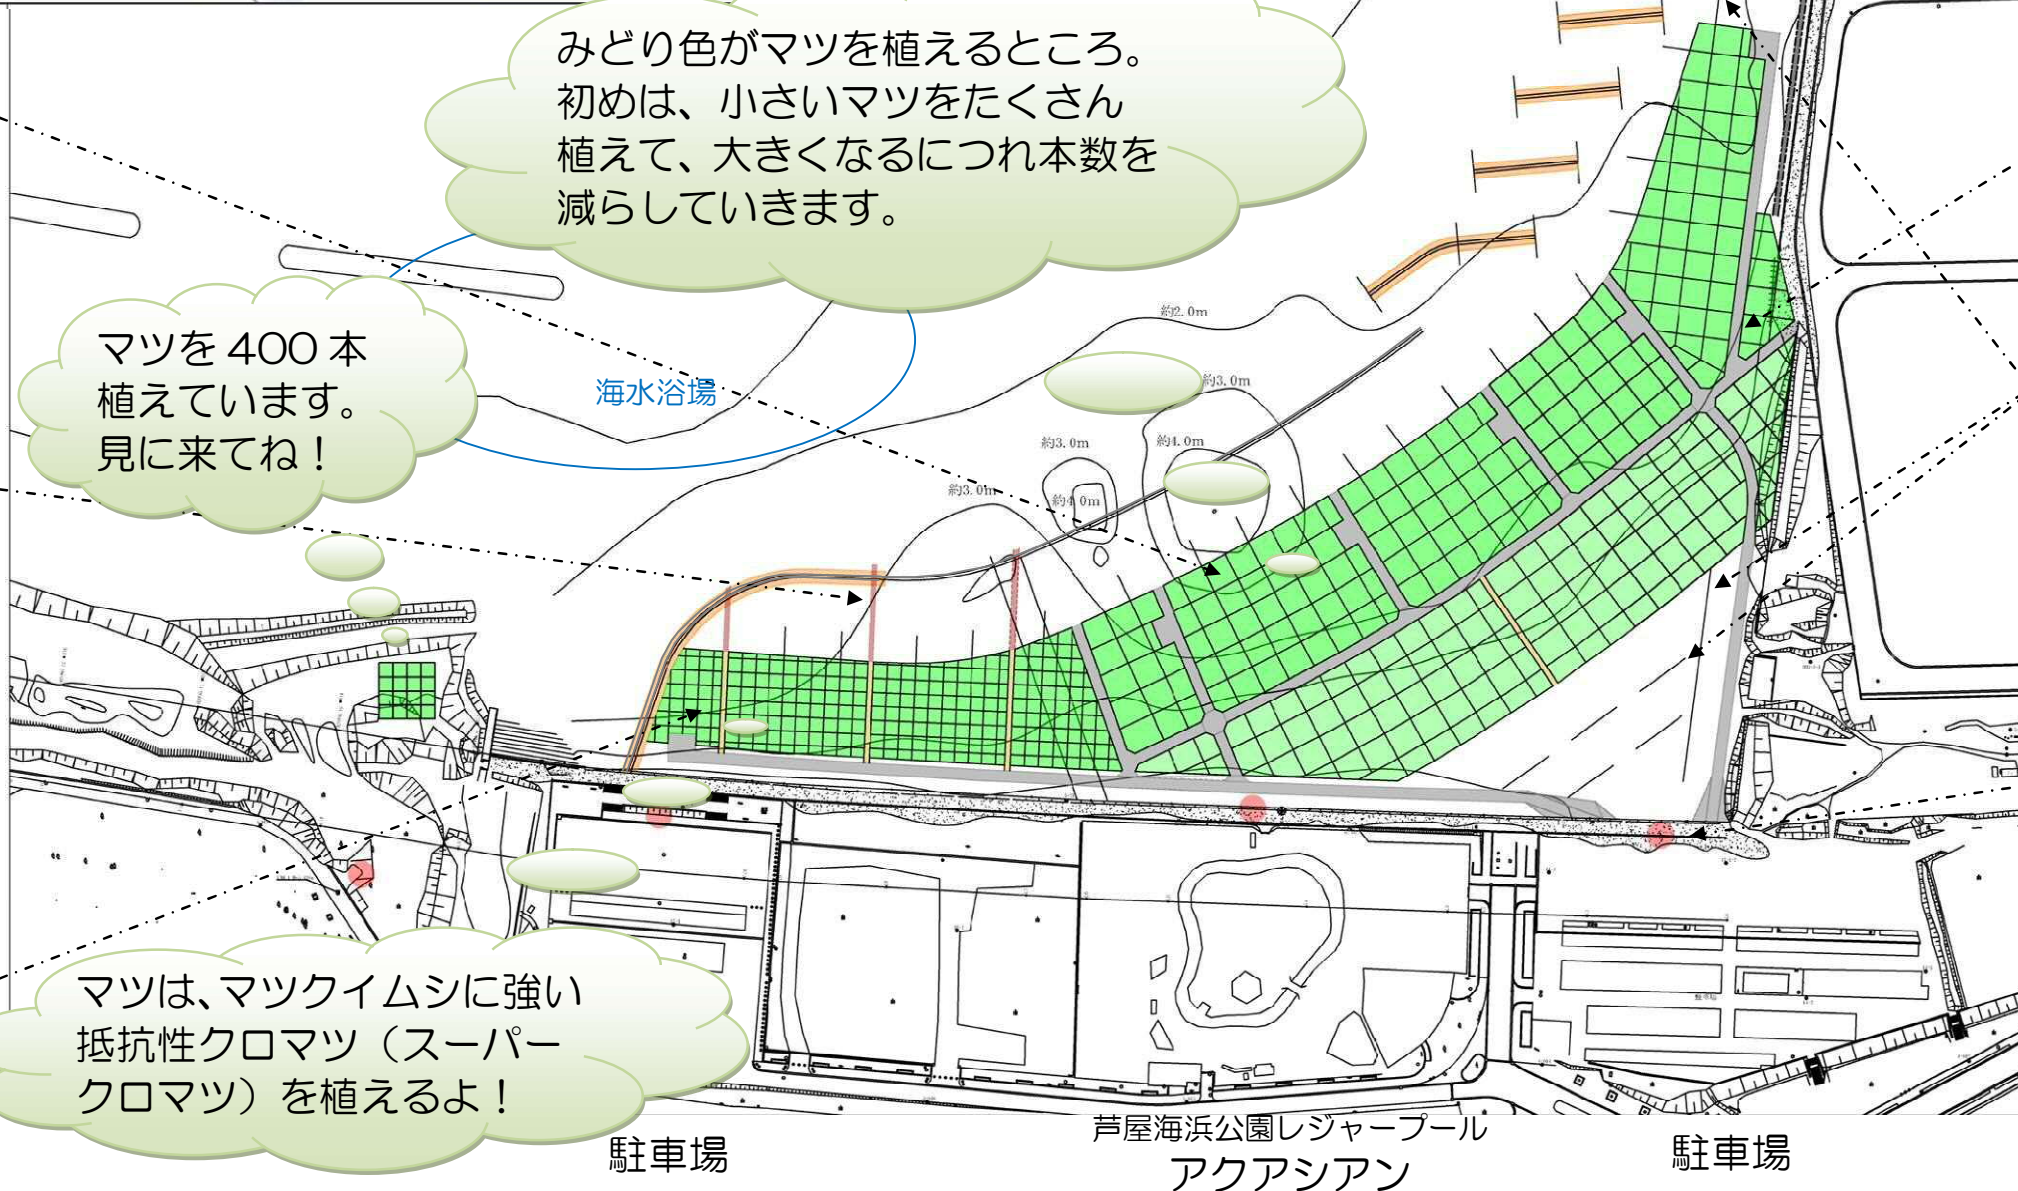 みどり色がマツを植えるところ。
初めは、小さいマツをたくさん
植えて、大きくなるにつれ本数を
減らしていきます。
マツを400本
植えています。
見に来てね！
海水浴場
約2.0m
約3.0m
約3.0m
約4.0m
約3.0m
約4.0m
マツは、マツクイムシに強い
抵抗性クロマツ（スーパー
クロマツ）を植えるよ！
駐車場
芦屋海浜公園レジャープール
アクアシアン
駐車場